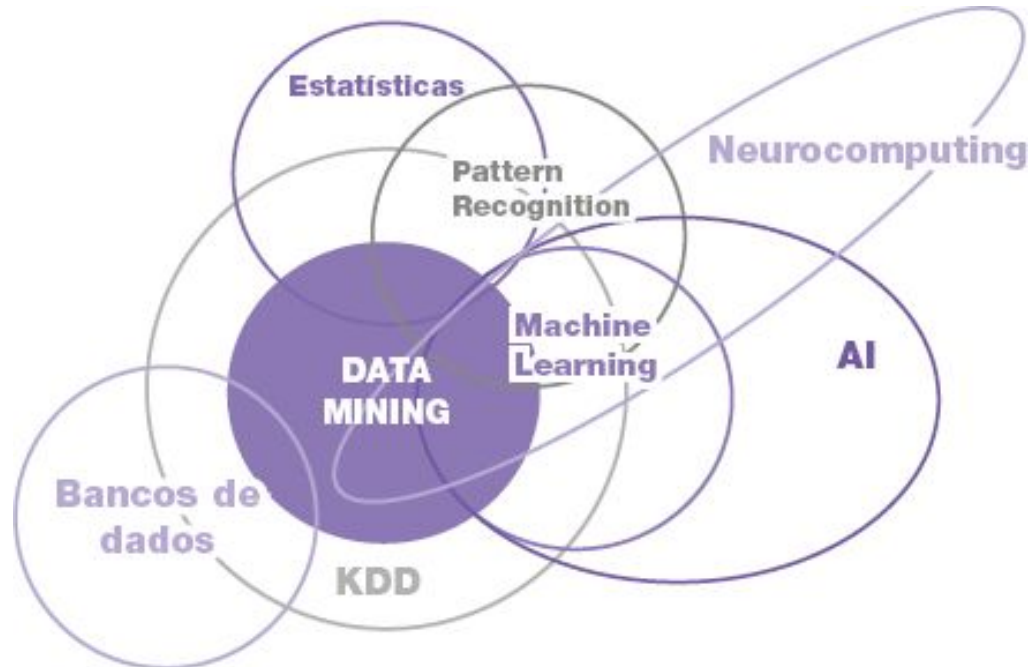 Estatísticas
Pattern
Recognition
Neurocomputing
Machine
Learning
AI
DATA
MINING
Bancos de
dados
KDD